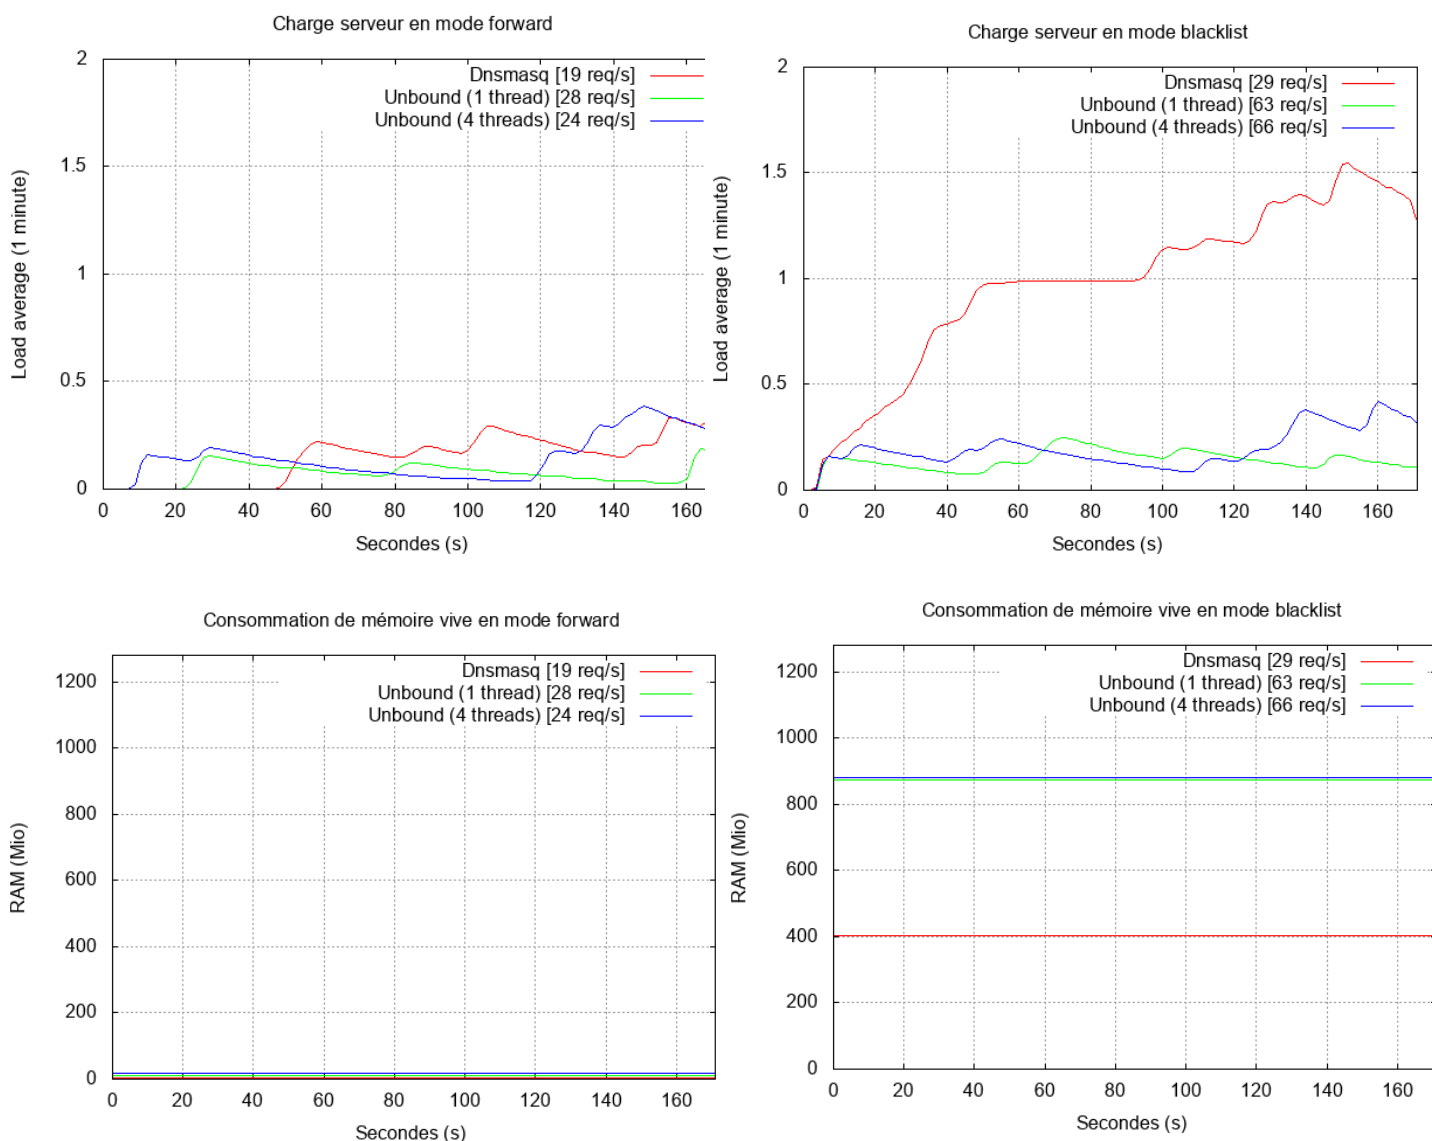 Charge serveur en mode forward
Dnsmasq [19 req/s]
Unbound (1 thread) [28 req/s]
Unbound (4 threads) [24 req/s]
Load average (1 minute)
2
1.5
1
0.5
0
0 20 40 60 80 100 120 140 160
Secondes (s)
Charge serveur en mode blacklist
Dnsmasq [29 req/s]
Unbound (1 thread) [63 req/s]
Unbound (4 threads) [66 req/s]
Load average (1 minute)
2
1.5
1
0.5
0
0 20 40 60 80 100 120 140 160
Secondes (s)
Consommation de mémoire vive en mode forward
Dnsmasq [19 req/s]
Unbound (1 thread) [28 req/s]
Unbound (4 threads) [24 req/s]
RAM (Mio)
1200
1000
800
600
400
200
0
0 20 40 60 80 100 120 140 160
Secondes (s)
Consommation de mémoire vive en mode blacklist
Dnsmasq [29 req/s]
Unbound (1 thread) [63 req/s]
Unbound (4 threads) [66 req/s]
RAM (Mio)
1200
1000
800
600
400
200
0
0 20 40 60 80 100 120 140 160
Secondes (s)